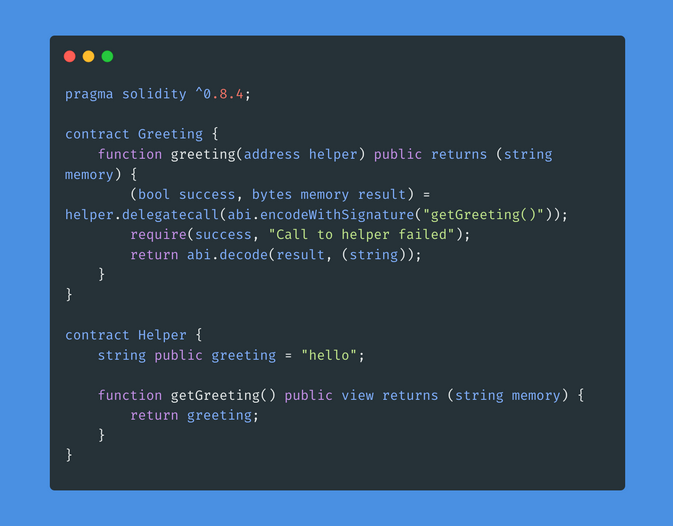 pragma solidity ^0.8.4;

contract Greeting {
    function greeting(address helper) public returns (string
memory) {
        (bool success, bytes memory result) =
helper.delegatecall(abi.encodeWithSignature("getGreeting()"));
        require(success, "Call to helper failed");
        return abi.decode(result, (string));
    }
}

contract Helper {
    string public greeting = "hello";

    function getGreeting() public view returns (string memory) {
        return greeting;
    }
}